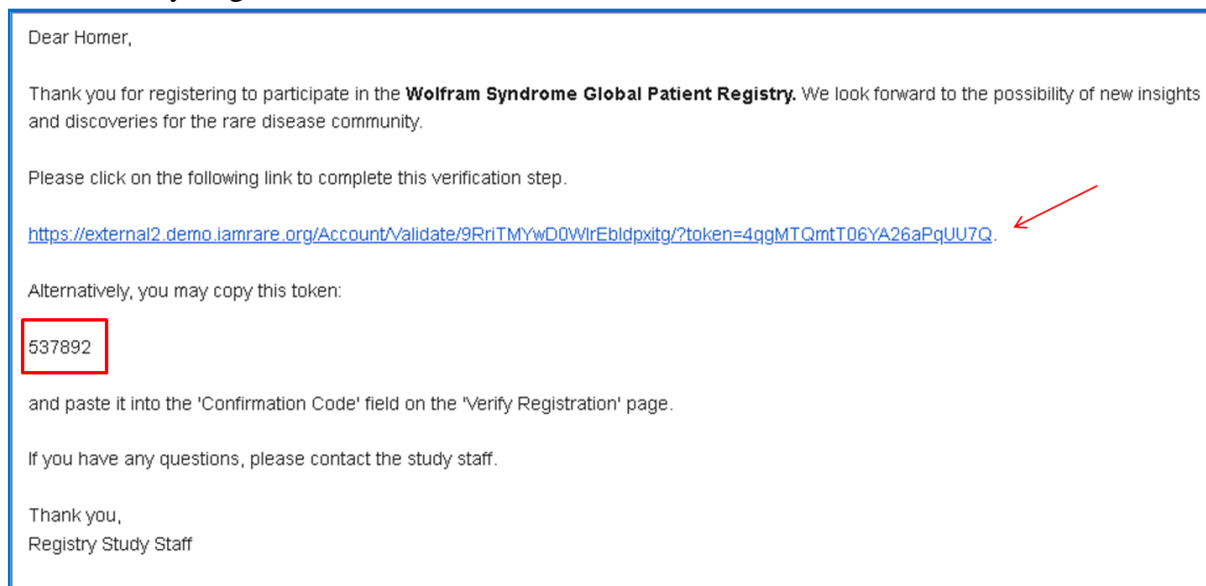 Dear Homer,
Thank you for registering to participate in the Wolfram Syndrome Global Patient Registry. We look forward to the possibility of new insights
and discoveries for the rare disease community.
Please click on the following link to complete this verification step.
https://external2.demo.iamrare.org/Account/Validate/9RriTMYwD0WlrEbldpxitg/?token=4qgMTQmtT06YA26aPqUU7Q.
Alternatively, you may copy this token:
537892
and paste it into the 'Confirmation Code' field on the 'Verify Registration' page.
If you have any questions, please contact the study staff.
Thank you,
Registry Study Staff